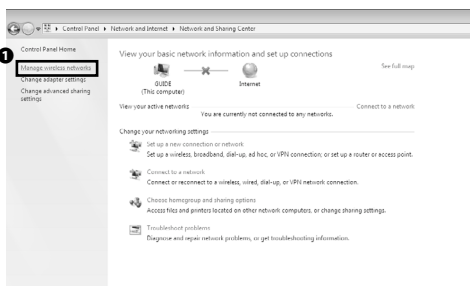 Control Panel ▸ Network and Internet ▸ Network and Sharing Center
1
Control Panel Home
Manage wireless networks
Change adapter settings
Change advanced sharing
settings
View your basic network information and set up connections
See full map
GUIDE
(This computer)
Internet
View your active networks
Connect to a network
You are currently not connected to any networks.
Change your networking settings
Set up a new connection or network
Set up a wireless, broadband, dial-up, ad hoc, or VPN connection; or set up a router or access point.
Connect to a network
Connect or reconnect to a wireless, wired, dial-up, or VPN network connection.
Choose homegroup and sharing options
Access files and printers located on other network computers, or change sharing settings.
Troubleshoot problems
Diagnose and repair network problems, or get troubleshooting information.